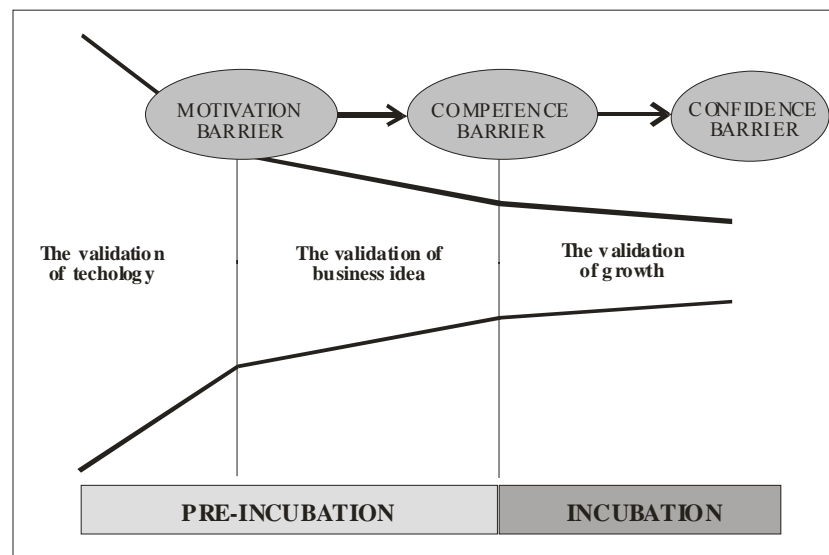 MOTIVATION
BARRIER
COMPETENCE
BARRIER
CONFIDENCE
BARRIER
The validation
of techology
The validation of
business idea
The validation
of growth
PRE-INCUBATION
INCUBATION